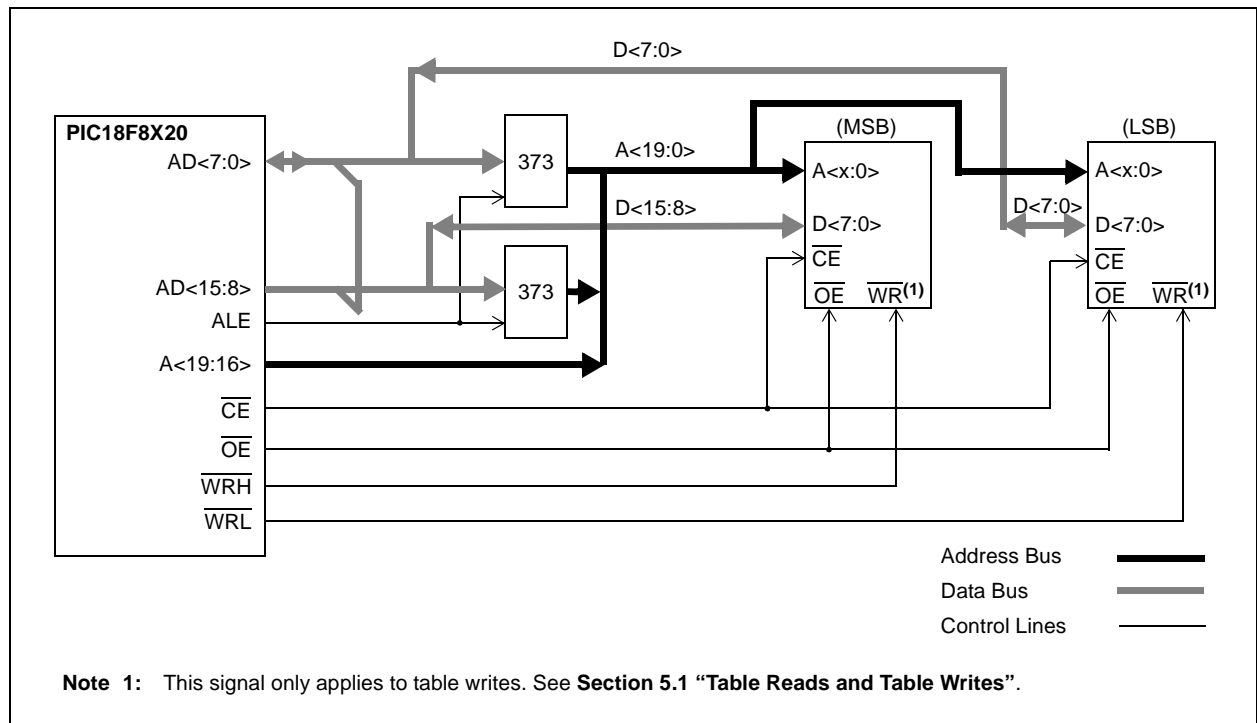 D<7:0>
PIC18F8X20
AD<7:0>
373
A<19:0>
D<15:8>
(MSB)
A<x:0>
D<7:0>
CE
OE WR(1)
(LSB)
A<x:0>
D<7:0>
D<7:0>
CE
OE WR(1)
AD<15:8>
373
ALE
A<19:16>
CE
OE
WRH
WRL
Address Bus
Data Bus
Control Lines
Note 1: This signal only applies to table writes. See Section 5.1 “Table Reads and Table Writes”.